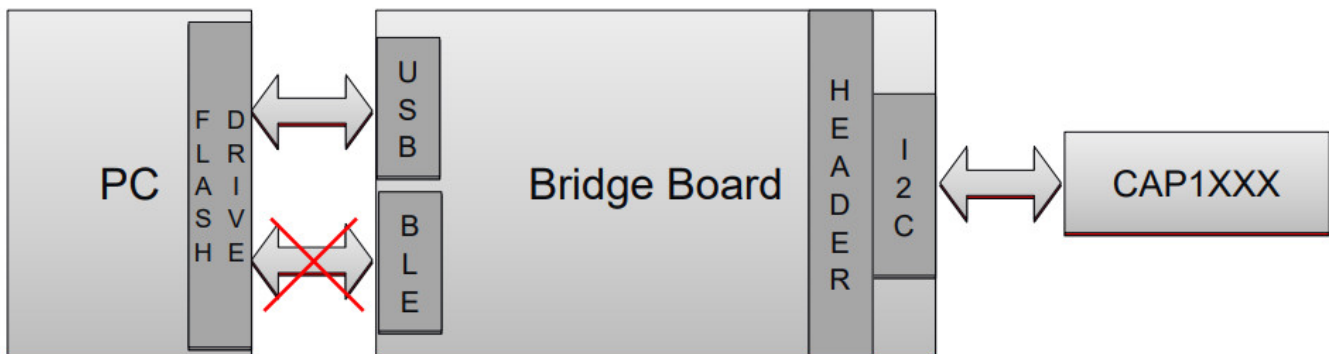 PC
FLASH
DRIVE
USB
BLE
Bridge Board
HEADER
I2C
CAP1XXX